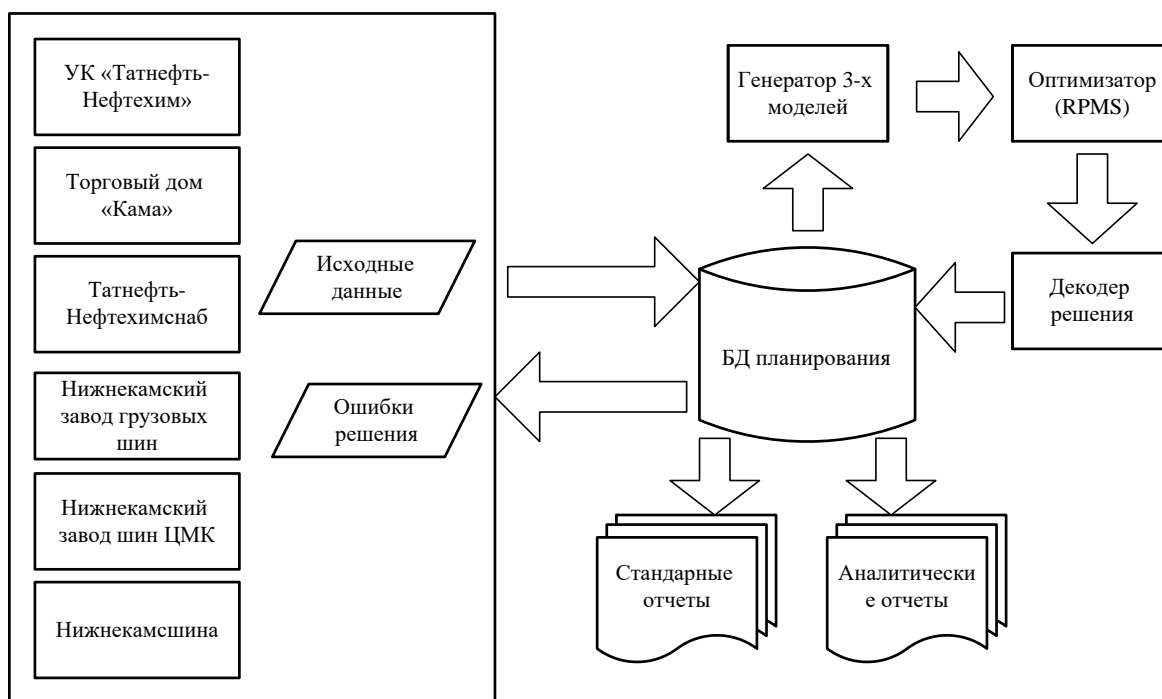 УК «Татнефть-
Нефтехим»
Торговый дом
«Кама»
Татнефть-
Нефтехимснаб
Нижнекамский
завод грузовых
шин
Нижнекамский
завод шин ЦМК
Нижнекамсшина
Исходные
данные
Ошибки
решения
Генератор 3-х
моделей
Оптимизатор
(RPMS)
БД планирования
Декодер
решения
Стандарные
отчеты
Аналитически
е отчеты